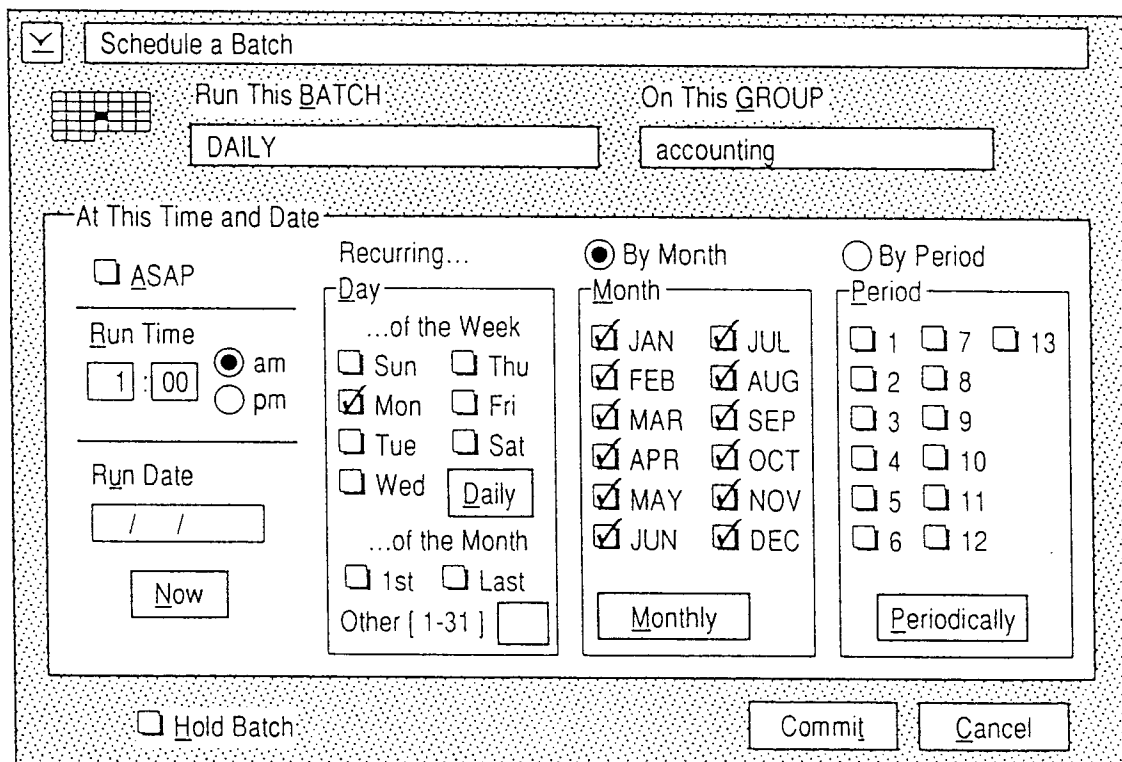 Schedule a Batch
Run This BATCH
DAILY
On This GROUP
accounting
At This Time and Date
ASAP
Run Time
1 : 00
am
pm
Run Date
/ /
Now
Recurring...
Day
...of the Week
Sun Thu
Mon Fri
Tue Sat
Wed Daily
...of the Month
1st Last
Other [ 1-31 ]
By Month
Month
JAN JUL
FEB AUG
MAR SEP
APR OCT
MAY NOV
JUN DEC
Monthly
By Period
Period
1 7 13
2 8
3 9
4 10
5 11
6 12
Periodically
Hold Batch
Commit
Cancel